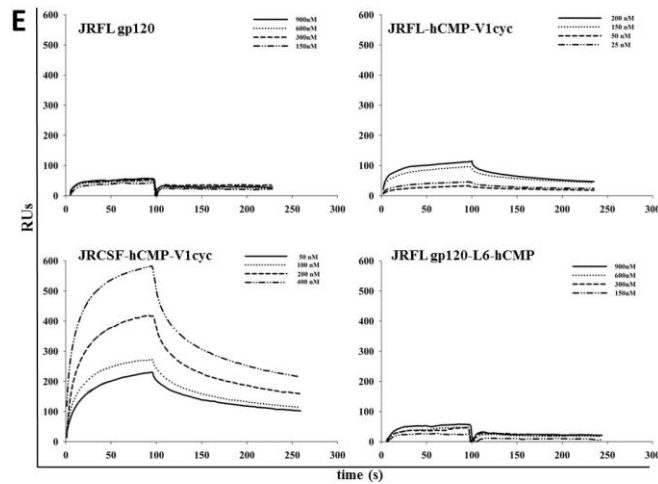 E
JRFL gp120
900nM
600nM
300nM
150nM
600
500
400
300
200
100
0
0 50 100 150 200 250 300
JRFL-hCMP-V1cyc
200 nM
150 nM
50 nM
25 nM
600
500
400
300
200
100
0
0 50 100 150 200 250 300
RUs
JRCSF-hCMP-V1cyc
50 nM
100 nM
200 nM
400 nM
600
500
400
300
200
100
0
0 50 100 150 200 250 300
JRFL gp120-L6-hCMP
900nM
600nM
300nM
150nM
600
500
400
300
200
100
0
0 50 100 150 200 250 300
time (s)